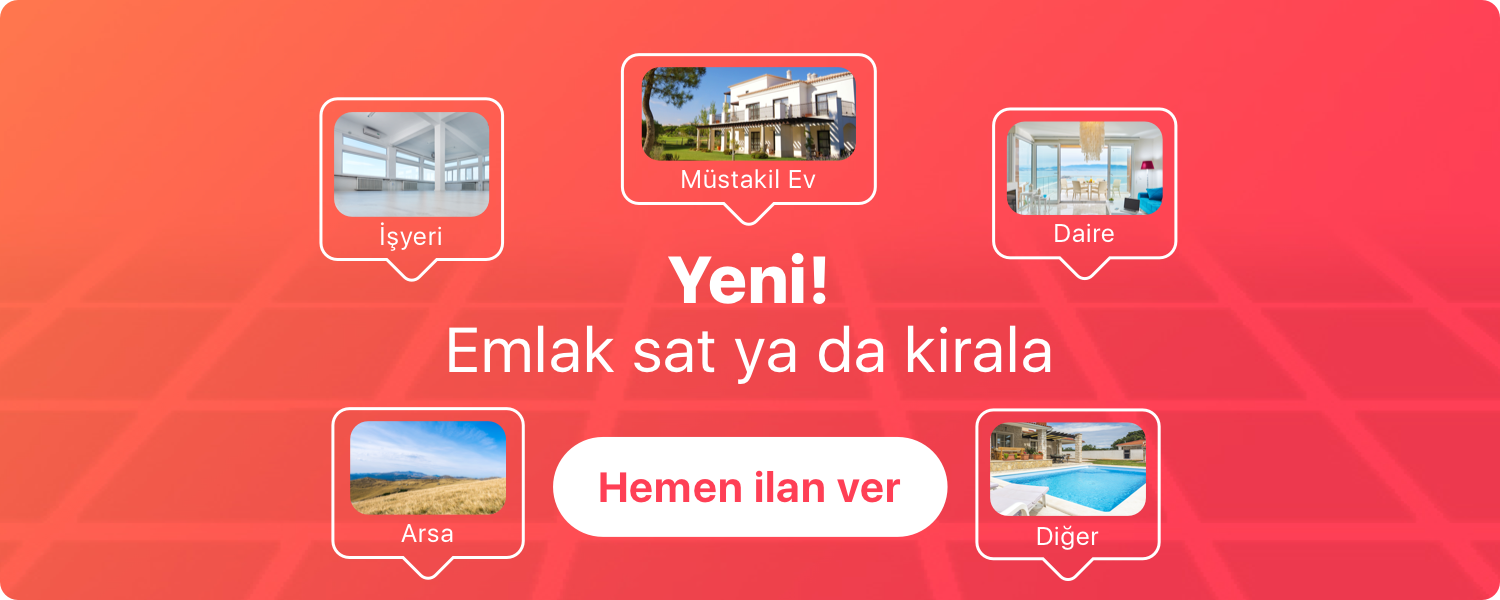 Müstakil Ev
İşyeri
Daire
Yeni!
Emlak sat ya da kirala
Hemen ilan ver
Arsa
Diğer